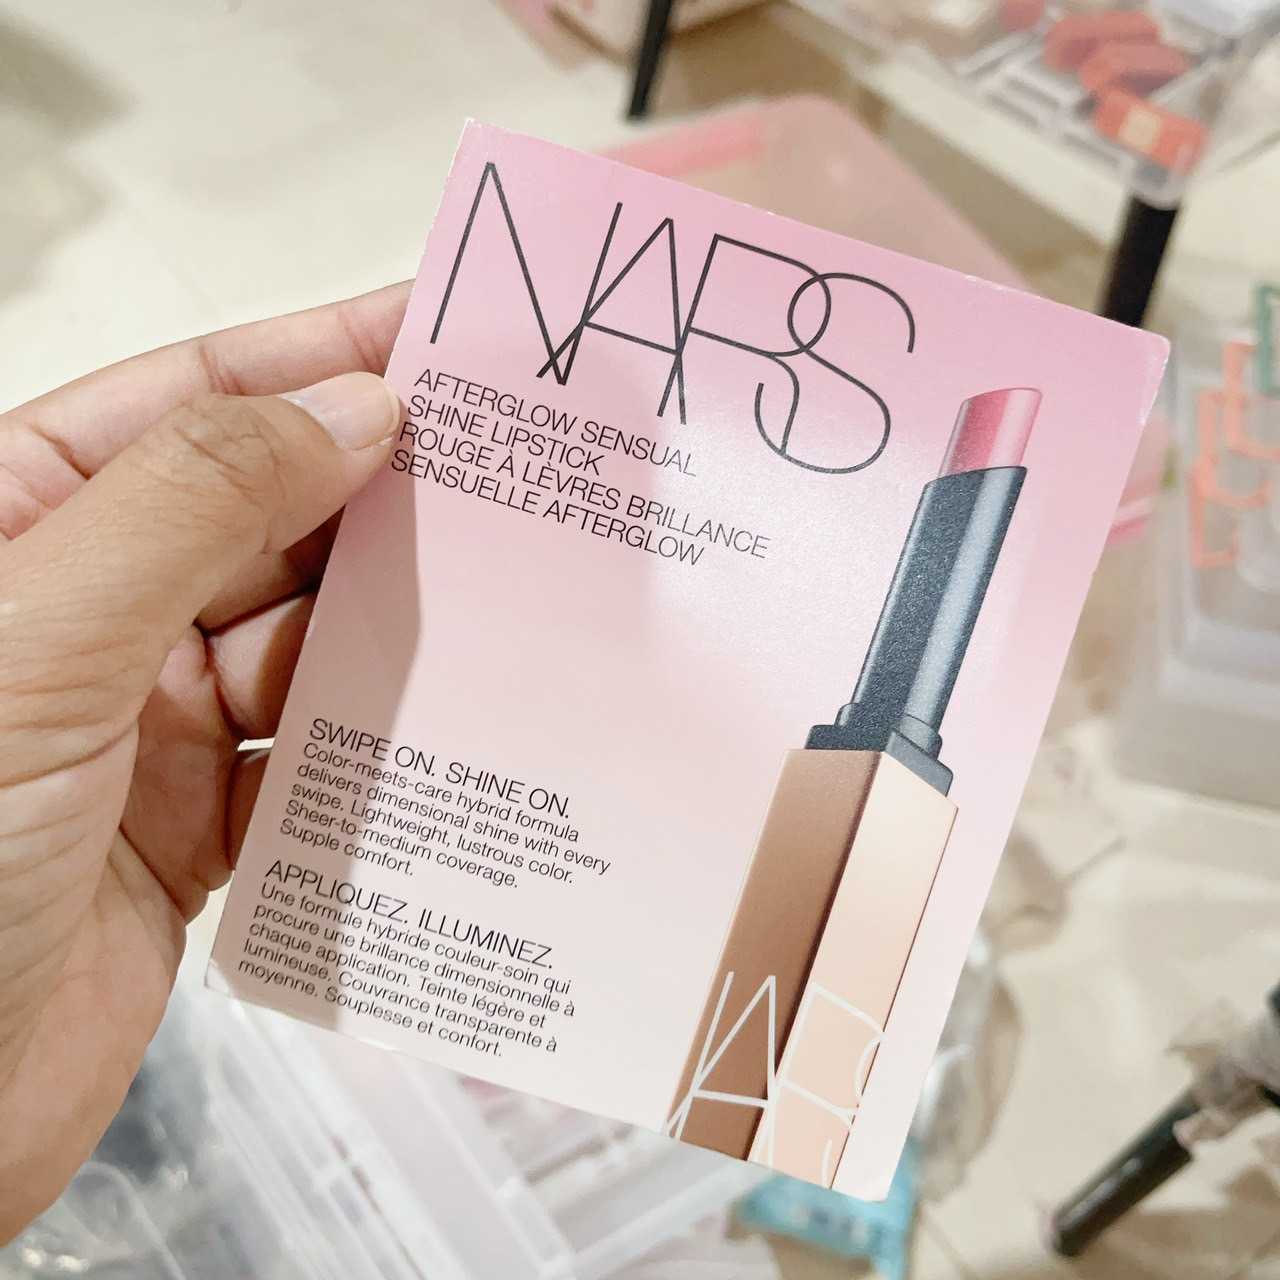 NARS
AFTERGLOW SENSUAL
SHINE LIPSTICK
ROUGE À LÈVRES BRILLANCE
SENSUELLE AFTERGLOW
SWIPE ON. SHINE ON.
Color-meets-care hybrid formula
delivers dimensional shine with every
swipe. Lightweight, lustrous color.
Sheer-to-medium coverage.
Supple comfort.
APPLIQUEZ. ILLUMINEZ.
Une formule hybride couleur-soin qui
procure une brillance dimensionnelle à
chaque application. Teinte légère et
lumineuse. Couvrance transparente à
moyenne. Souplesse et confort.
NARS